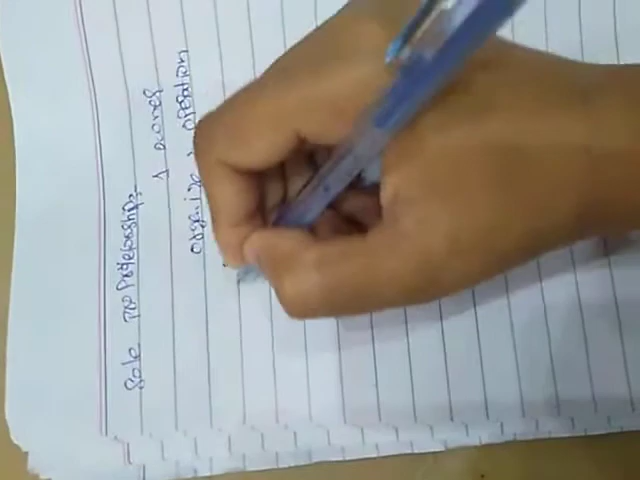 Sole proprietorship:-
1 owner
organize > operation